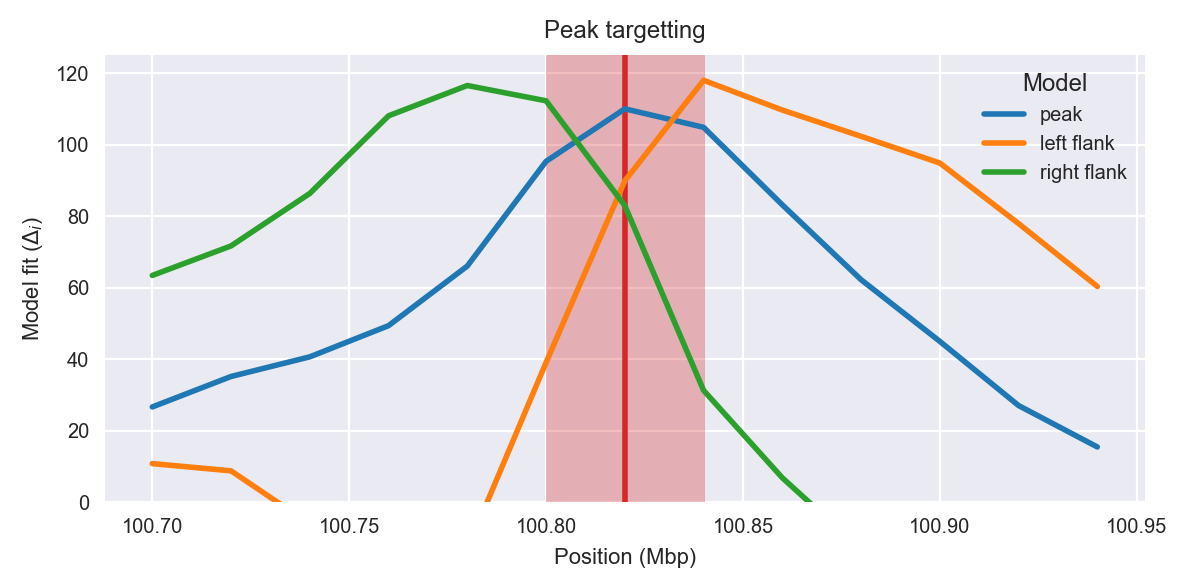 Peak targetting
Model fit (Δi)
120
100
80
60
40
20
0
Model
peak
left flank
right flank
100.70
100.75
100.80
100.85
100.90
100.95
Position (Mbp)